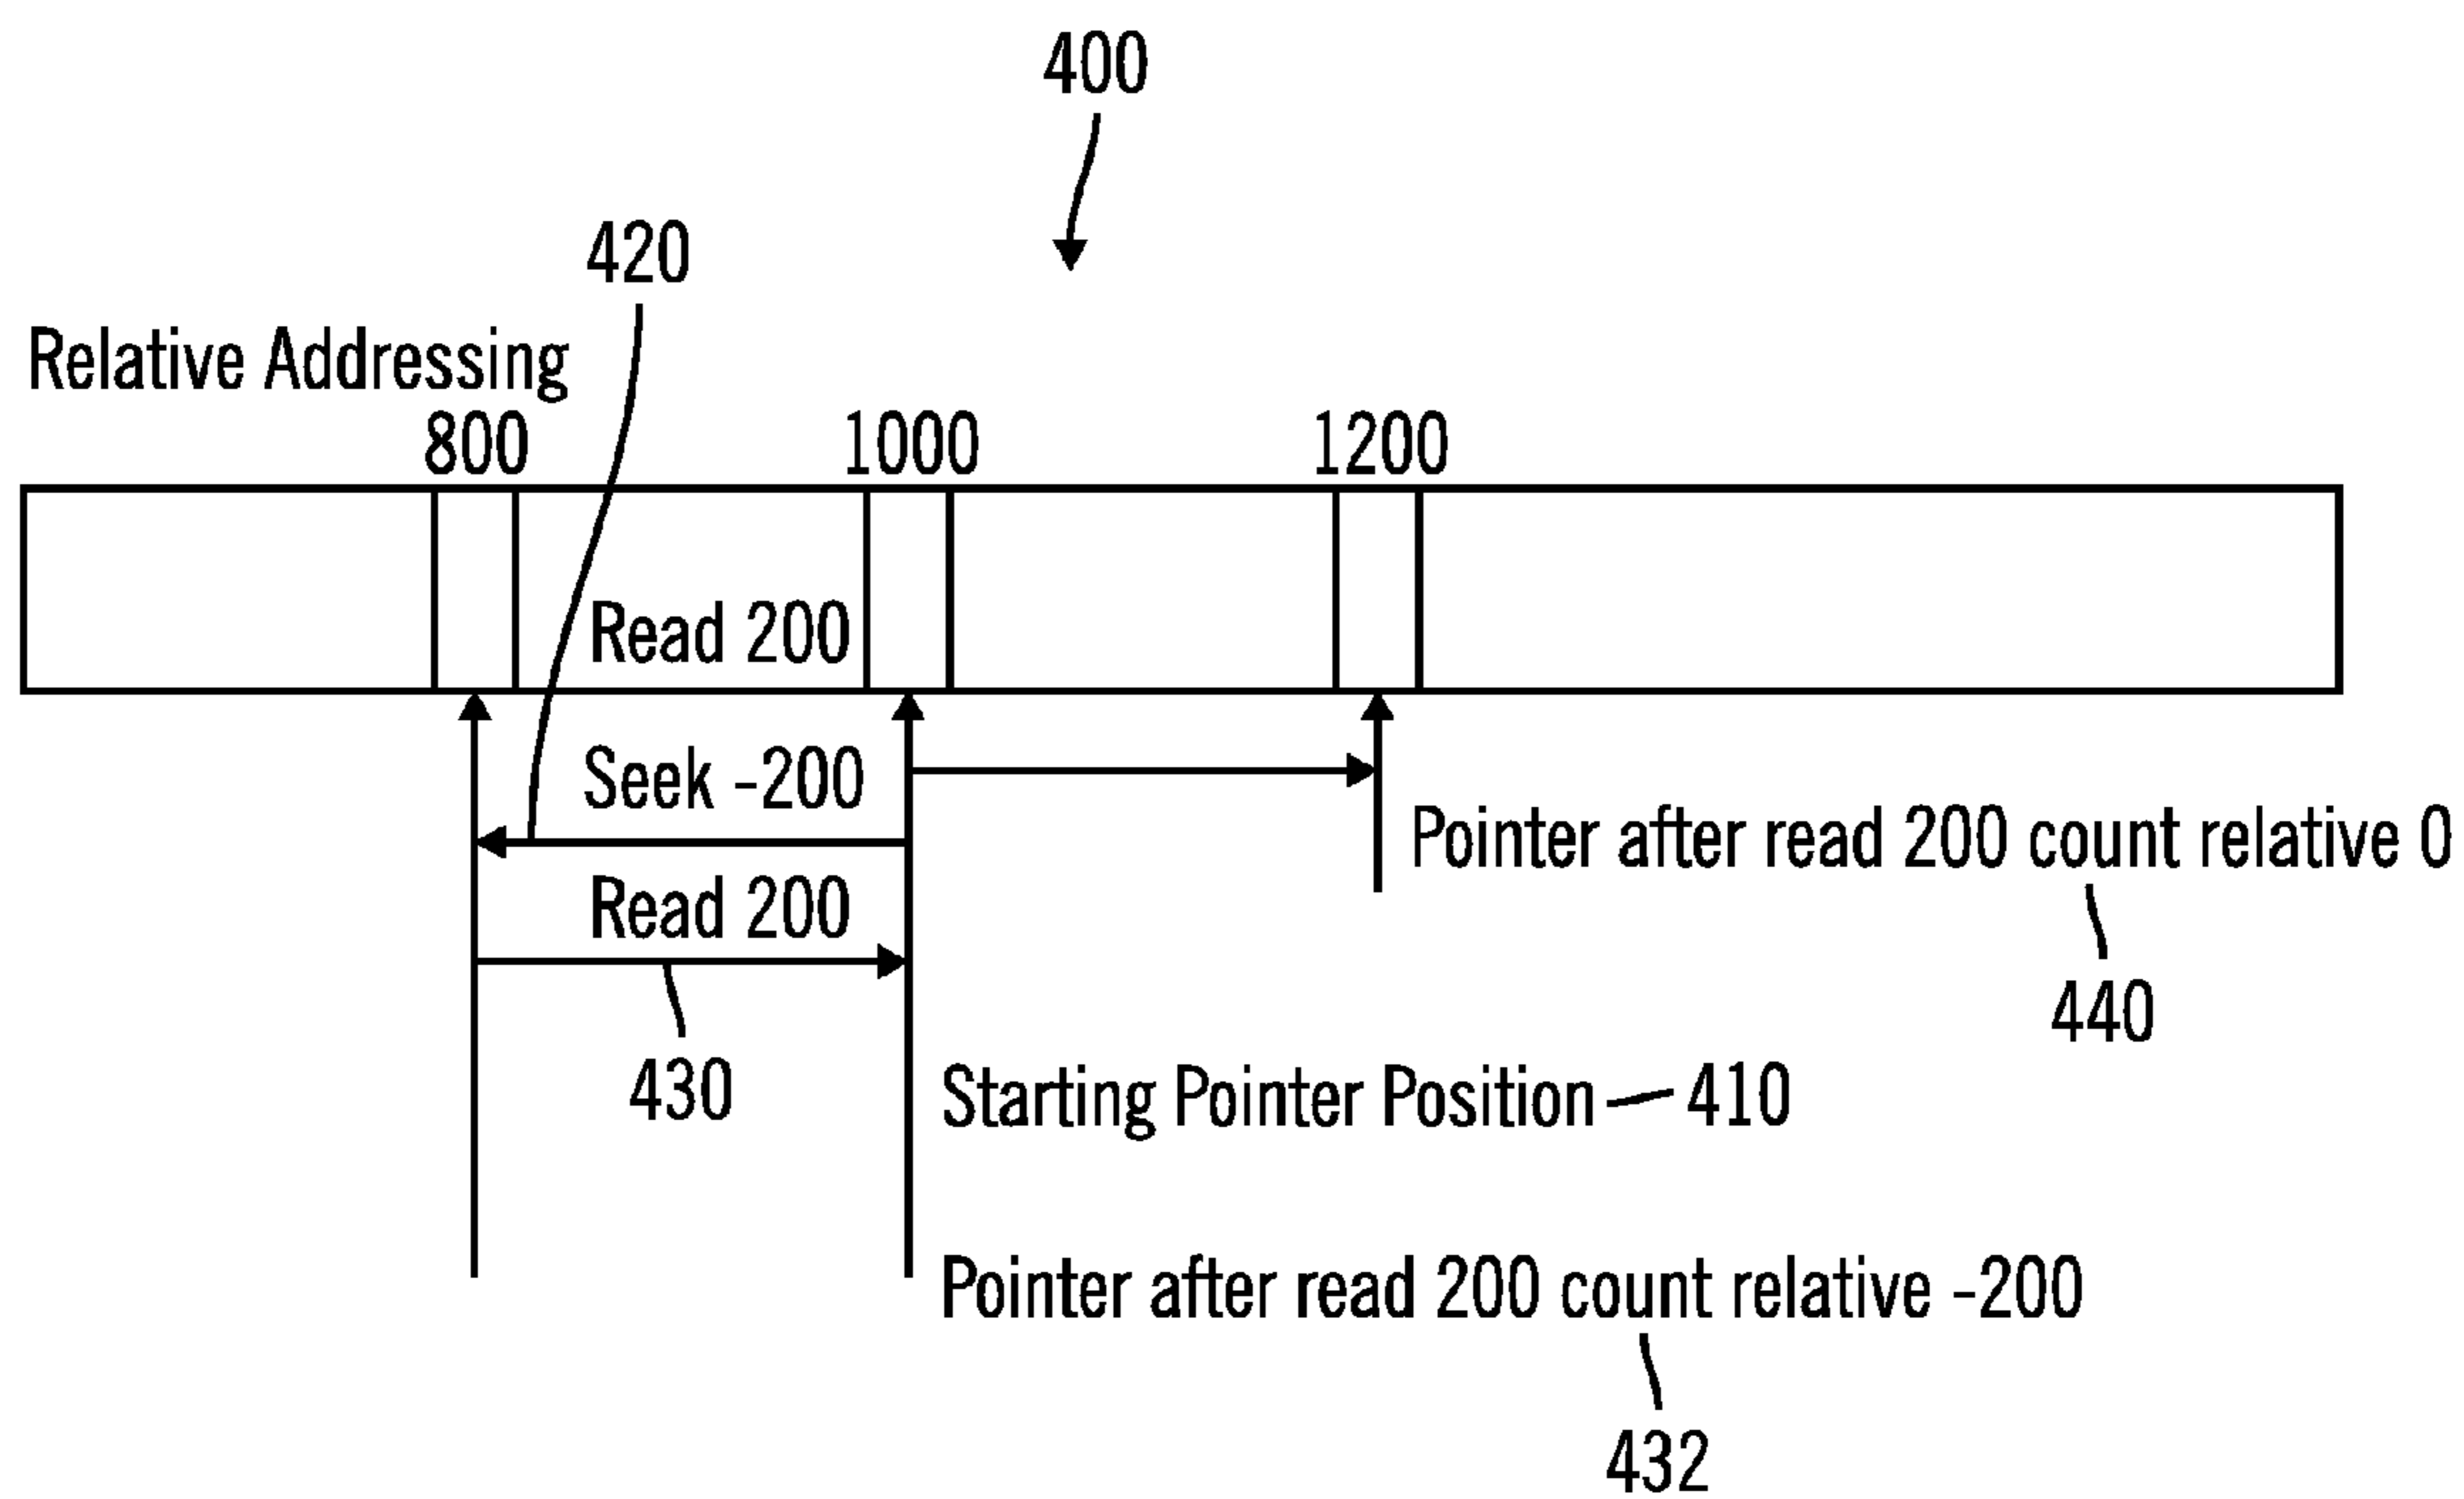 400
420
Relative Addressing
800
1000
1200
Read 200
Seek -200
Pointer after read 200 count relative 0
Read 200
440
430
Starting Pointer Position
410
Pointer after read 200 count relative -200
432